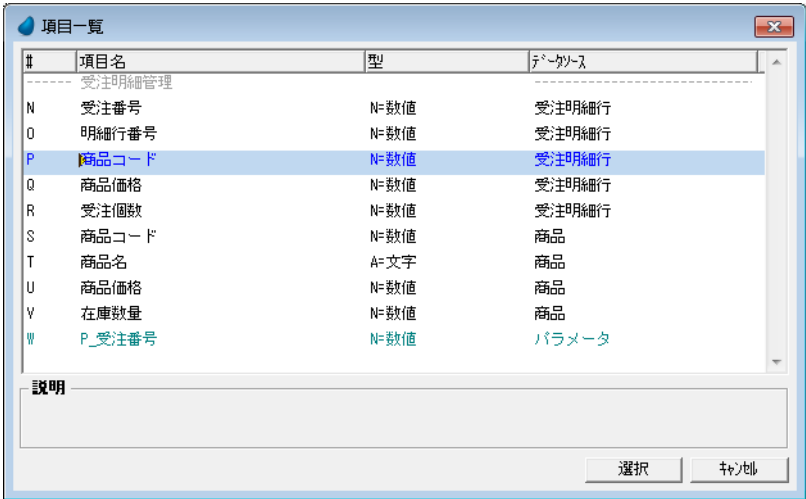 項目一覧
# 項目名 型 ﾃﾞｰﾀｿｰｽ
------ 受注明細管理 ---------------------------
N 受注番号 N=数値 受注明細行
O 明細行番号 N=数値 受注明細行
P 商品コード N=数値 受注明細行
Q 商品価格 N=数値 受注明細行
R 受注個数 N=数値 受注明細行
S 商品コード N=数値 商品
T 商品名 A=文字 商品
U 商品価格 N=数値 商品
V 在庫数量 N=数値 商品
W P_受注番号 N=数値 パラメータ
説明
選択 ｷｬﾝｾﾙ